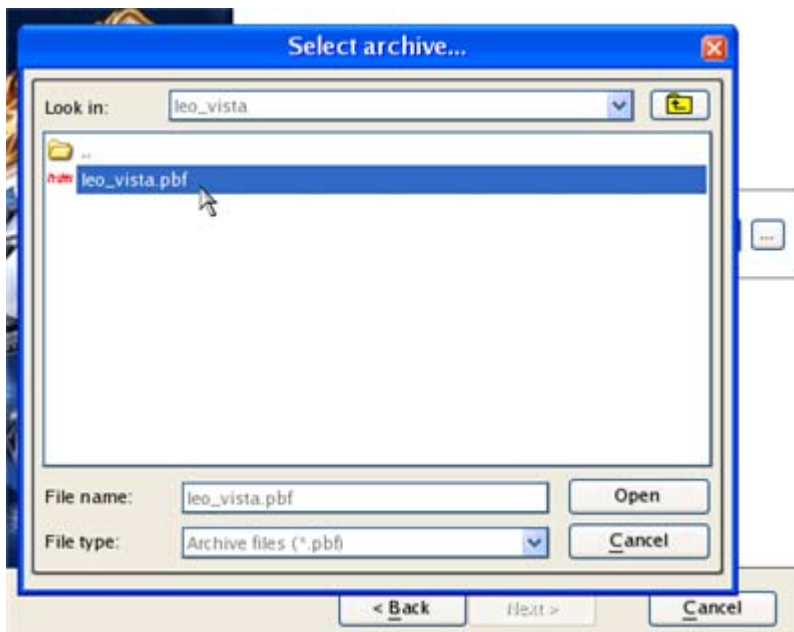 Select archive...
Look in: leo_vista
..
leo_vista.pbf
...
File name: leo_vista.pbf Open
File type: Archive files (*.pbf) Cancel
< Back Next > Cancel